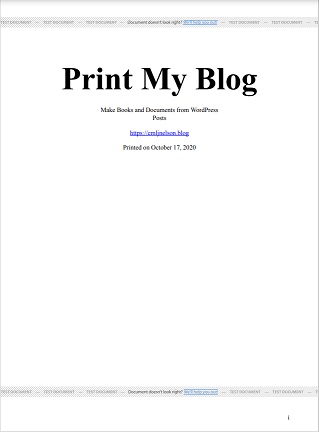 TEST DOCUMENT — TEST DOCUMENT — TEST DOCUMENT — Document doesn't look right? We'll help you out! — TEST DOCUMENT — TEST DOCUMENT — TEST DOCUMENT —
Print My Blog
Make Books and Documents from WordPress
Posts
https://cmljnelson.blog
Printed on October 17, 2020
TEST DOCUMENT — TEST DOCUMENT — TEST DOCUMENT — Document doesn't look right? We'll help you out! — TEST DOCUMENT — TEST DOCUMENT — TEST DOCUMENT —
i